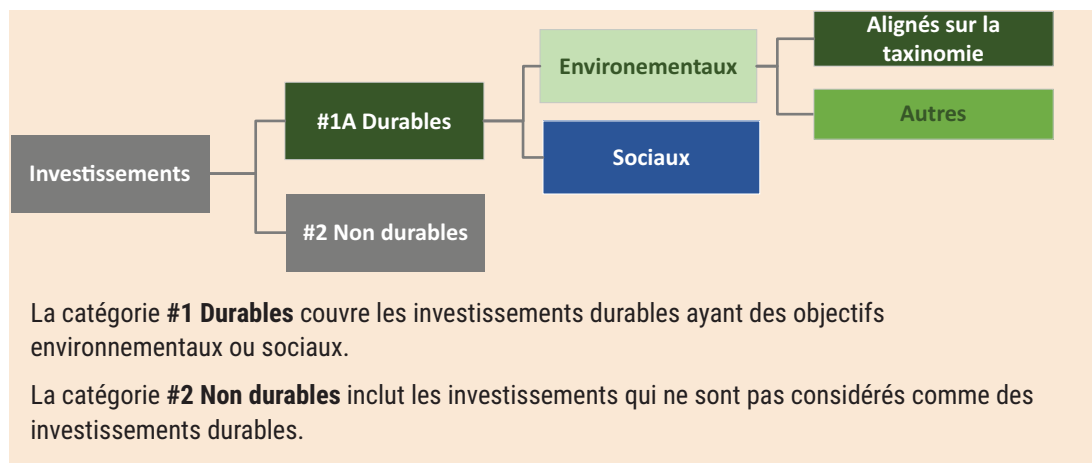 Investissements
#1A Durables
#2 Non durables
Environementaux
Sociaux
Alignés sur la
taxinomie
Autres
La catégorie #1 Durables couvre les investissements durables ayant des objectifs
environnementaux ou sociaux.
La catégorie #2 Non durables inclut les investissements qui ne sont pas considérés comme des
investissements durables.